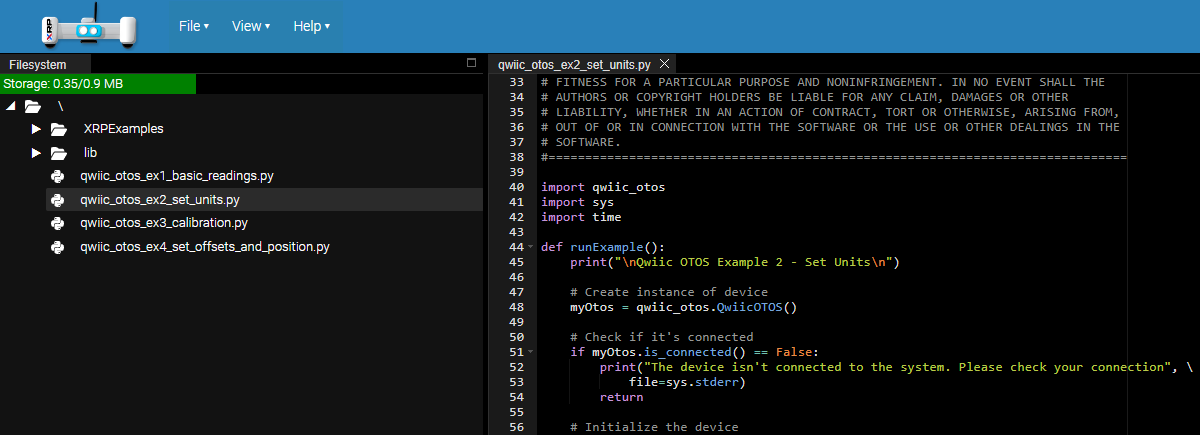 XRP
File ▾ View ▾ Help ▾
Filesystem
Storage: 0.35/0.9 MB
\
XRPExamples
lib
qwiic_otos_ex1_basic_readings.py
qwiic_otos_ex2_set_units.py
qwiic_otos_ex3_calibration.py
qwiic_otos_ex4_set_offsets_and_position.py
qwiic_otos_ex2_set_units.py
33 # FITNESS FOR A PARTICULAR PURPOSE AND NONINFRINGEMENT. IN NO EVENT SHALL THE
34 # AUTHORS OR COPYRIGHT HOLDERS BE LIABLE FOR ANY CLAIM, DAMAGES OR OTHER
35 # LIABILITY, WHETHER IN AN ACTION OF CONTRACT, TORT OR OTHERWISE, ARISING FROM,
36 # OUT OF OR IN CONNECTION WITH THE SOFTWARE OR THE USE OR OTHER DEALINGS IN THE
37 # SOFTWARE.
38 #===============================================================================
39
40 import qwiic_otos
41 import sys
42 import time
43
44 def runExample():
45     print("\nQwiic OTOS Example 2 - Set Units\n")
46
47     # Create instance of device
48     myOtos = qwiic_otos.QwiicOTOS()
49
50     # Check if it's connected
51     if myOtos.is_connected() == False:
52         print("The device isn't connected to the system. Please check your connection", \
53             file=sys.stderr)
54         return
55
56     # Initialize the device